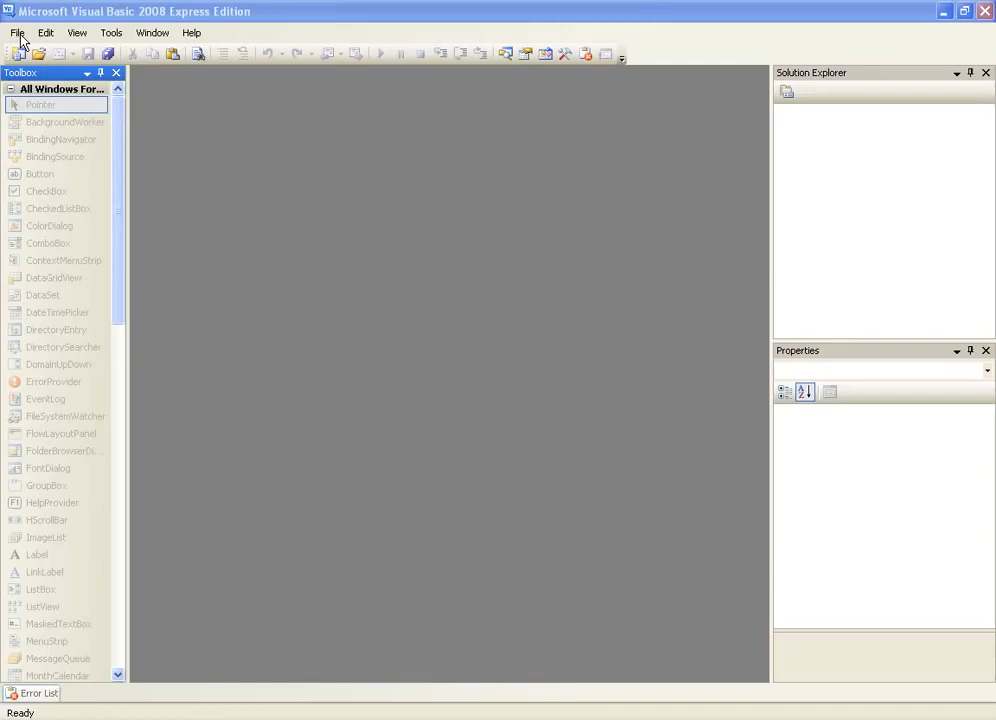 Microsoft Visual Basic 2008 Express Edition
File Edit View Tools Window Help
Toolbox
All Windows For...
Pointer
BackgroundWorker
BindingNavigator
BindingSource
Button
CheckBox
CheckedListBox
ColorDialog
ComboBox
ContextMenuStrip
DataGridView
DataSet
DateTimePicker
DirectoryEntry
DirectorySearcher
DomainUpDown
ErrorProvider
EventLog
FileSystemWatcher
FlowLayoutPanel
FolderBrowserDi...
FontDialog
GroupBox
HelpProvider
HScrollBar
ImageList
Label
LinkLabel
ListBox
ListView
MaskedTextBox
MenuStrip
MessageQueue
MonthCalendar
Solution Explorer
Properties
Error List
Ready